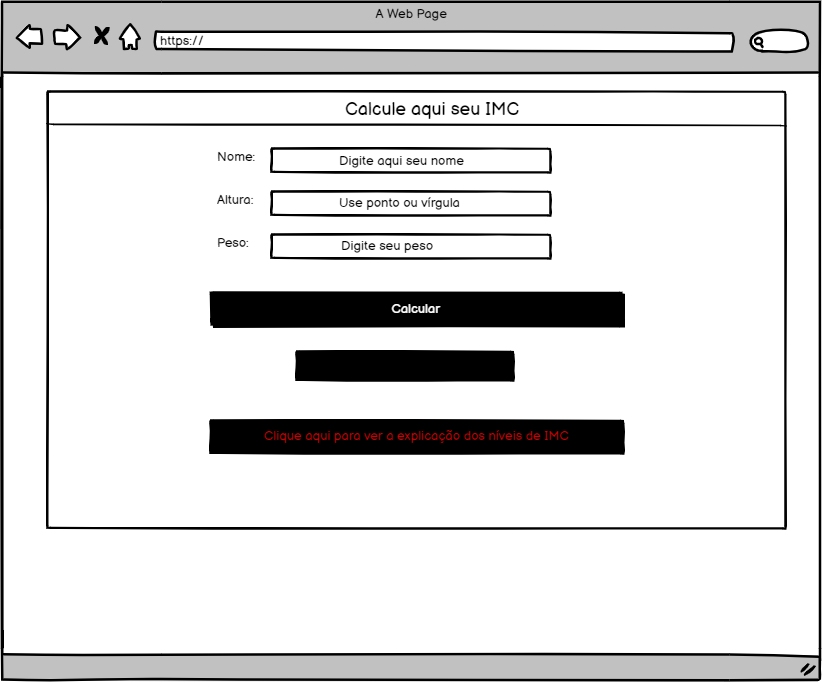 A Web Page
https://
Calcule aqui seu IMC
Nome:
Digite aqui seu nome
Altura:
Use ponto ou vírgula
Peso:
Digite seu peso
Calcular
Clique aqui para ver a explicação dos níveis de IMC